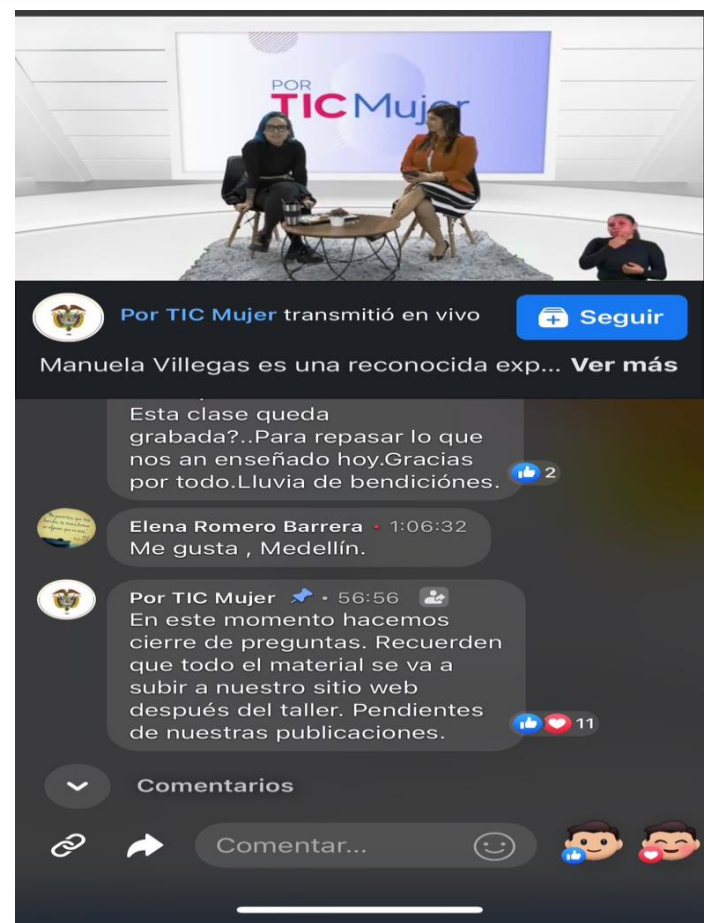 POR
TIC Mujer
Por TIC Mujer transmitió en vivo
Seguir
Manuela Villegas es una reconocida exp... Ver más
Esta clase queda
grabada?..Para repasar lo que
nos an enseñado hoy.Gracias
por todo.Lluvia de bendiciónes.
2
Elena Romero Barrera • 1:06:32
Me gusta , Medellín.
Por TIC Mujer 📌 • 56:56
En este momento hacemos
cierre de preguntas. Recuerden
que todo el material se va a
subir a nuestro sitio web
después del taller. Pendientes
de nuestras publicaciones.
11
Comentarios
Comentar...